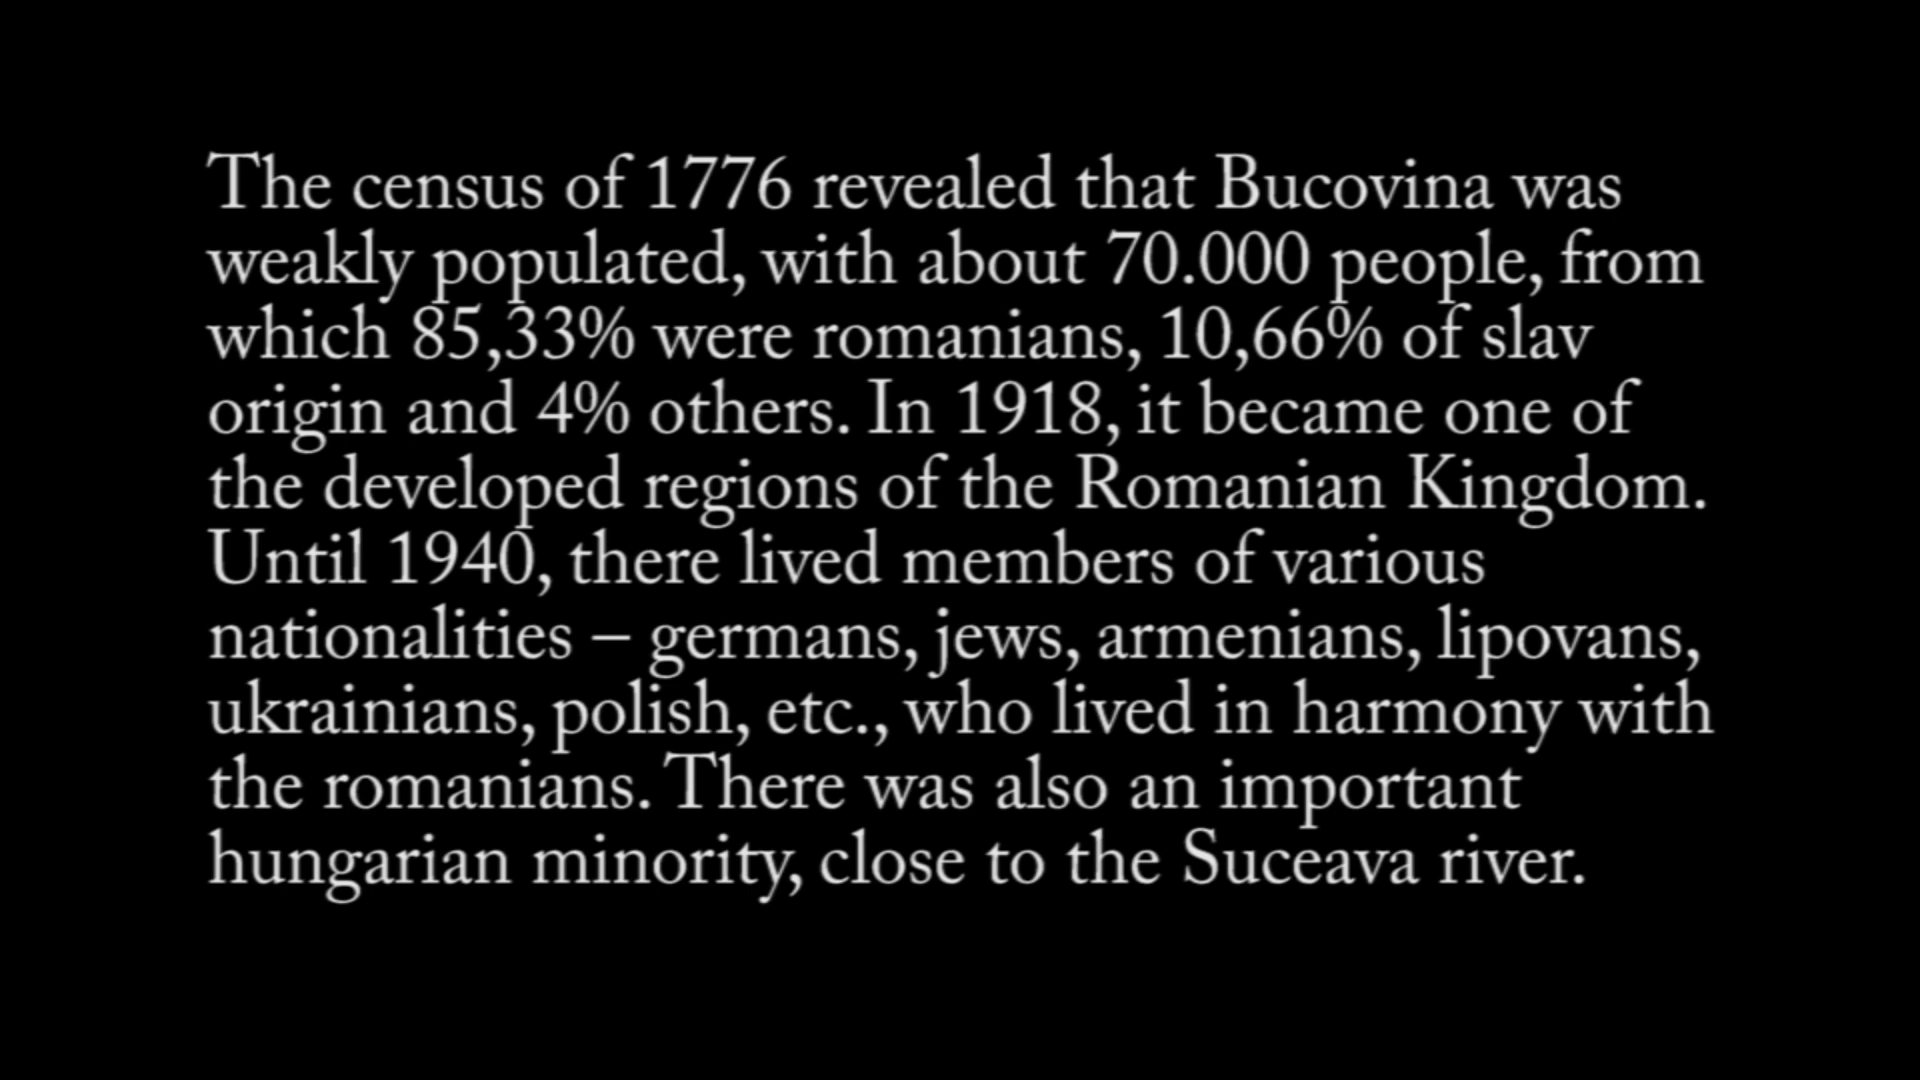 The census of 1776 revealed that Bucovina was
weakly populated, with about 70.000 people, from
which 85,33% were romanians, 10,66% of slav
origin and 4% others. In 1918, it became one of
the developed regions of the Romanian Kingdom.
Until 1940, there lived members of various
nationalities – germans, jews, armenians, lipovans,
ukrainians, polish, etc., who lived in harmony with
the romanians. There was also an important
hungarian minority, close to the Suceava river.